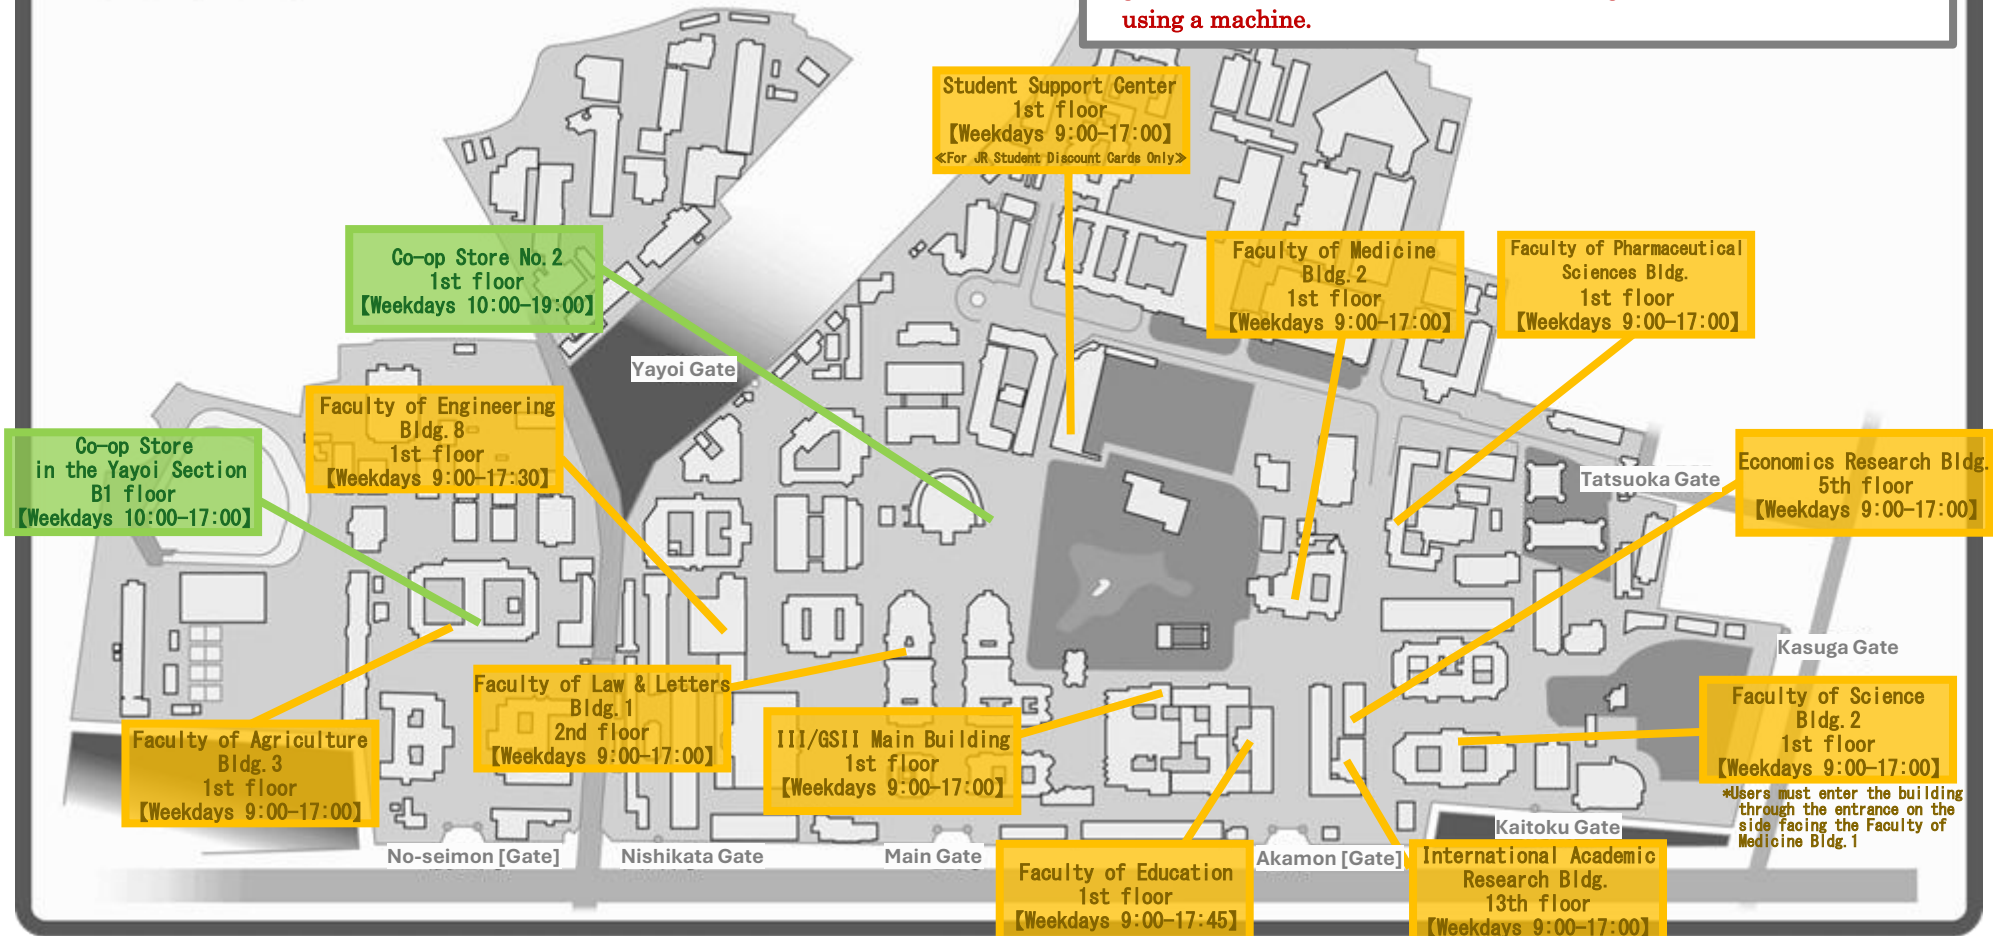 using a machine.
Student Support Center
1st floor
【Weekdays 9:00-17:00】
≪For JR Student Discount Cards Only≫
Co-op Store No.2
1st floor
【Weekdays 10:00-19:00】
Faculty of Medicine
Bldg.2
1st floor
【Weekdays 9:00-17:00】
Faculty of Pharmaceutical
Sciences Bldg.
1st floor
【Weekdays 9:00-17:00】
Yayoi Gate
Faculty of Engineering
Bldg.8
1st floor
【Weekdays 9:00-17:30】
Co-op Store
in the Yayoi Section
B1 floor
【Weekdays 10:00-17:00】
Tatsuoka Gate
Economics Research Bldg.
5th floor
【Weekdays 9:00-17:00】
Kasuga Gate
Faculty of Law & Letters
Bldg.1
2nd floor
【Weekdays 9:00-17:00】
III/GSII Main Building
1st floor
【Weekdays 9:00-17:00】
Faculty of Science
Bldg.2
1st floor
【Weekdays 9:00-17:00】
*Users must enter the building
through the entrance on the
side facing the Faculty of
Medicine Bldg.1
Faculty of Agriculture
Bldg.3
1st floor
【Weekdays 9:00-17:00】
Kaitoku Gate
No-seimon [Gate]
Nishikata Gate
Main Gate
Akamon [Gate]
Faculty of Education
1st floor
【Weekdays 9:00-17:45】
International Academic
Research Bldg.
13th floor
【Weekdays 9:00-17:00】